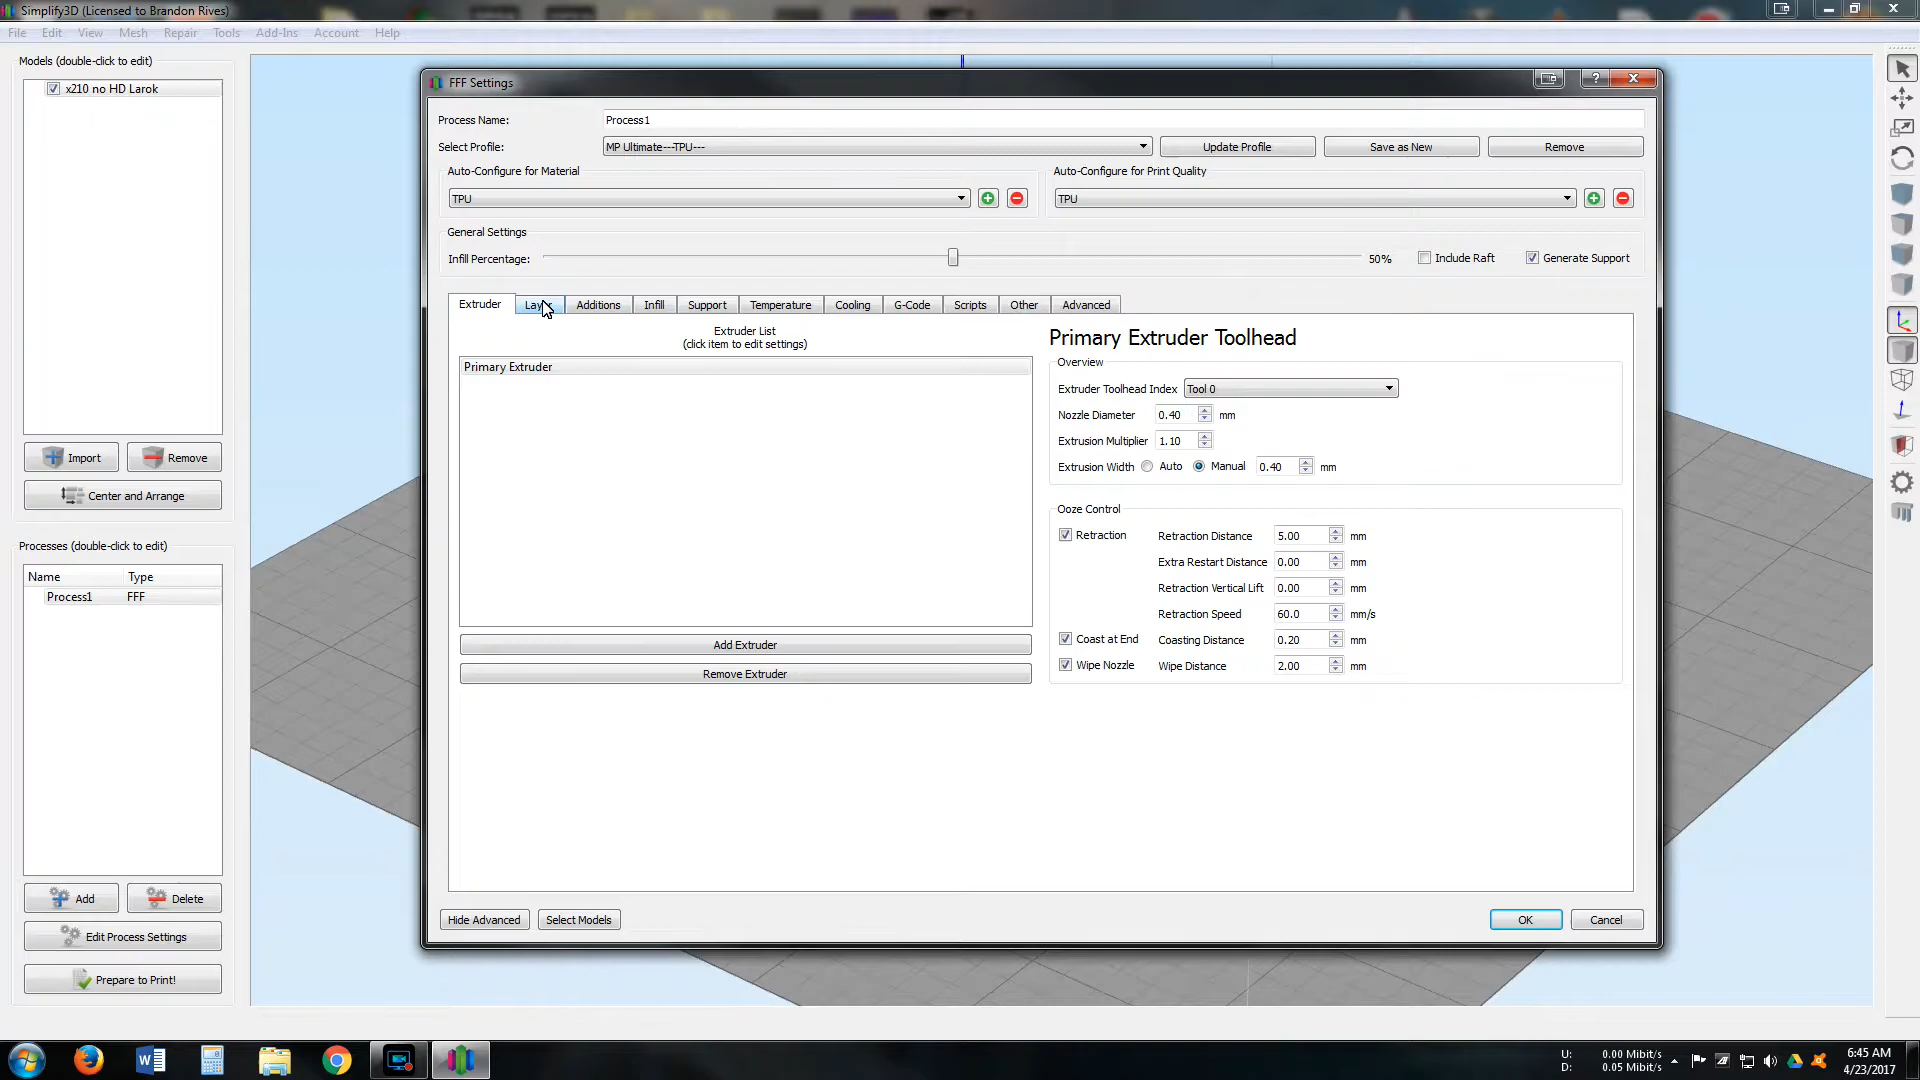 Simplify3D (Licensed to Brandon Rives)
File Edit View Mesh Repair Tools Add-Ins Account Help
Models (double-click to edit)
x210 no HD Larok
Import
Remove
Center and Arrange
Processes (double-click to edit)
Name Type
Process1 FFF
Add
Delete
Edit Process Settings
Prepare to Print!
FFF Settings
Process Name: Process1
Select Profile: MP Ultimate---TPU--- Update Profile Save as New Remove
Auto-Configure for Material
TPU
Auto-Configure for Print Quality
TPU
General Settings
Infill Percentage: 50% Include Raft Generate Support
Extruder Additions Infill Support Temperature Cooling G-Code Scripts Other Advanced
Extruder List
(click item to edit settings)
Primary Extruder
Add Extruder
Remove Extruder
Primary Extruder Toolhead
Overview
Extruder Toolhead Index Tool 0
Nozzle Diameter 0.40 mm
Extrusion Multiplier 1.10
Extrusion Width Auto Manual 0.40 mm
Ooze Control
Retraction Retraction Distance 5.00 mm
Extra Restart Distance 0.00 mm
Retraction Vertical Lift 0.00 mm
Retraction Speed 60.0 mm/s
Coast at End Coasting Distance 0.20 mm
Wipe Nozzle Wipe Distance 2.00 mm
Hide Advanced Select Models OK Cancel
U: 0.00 Mibit/s
D: 0.05 Mibit/s
6:45 AM
4/23/2017